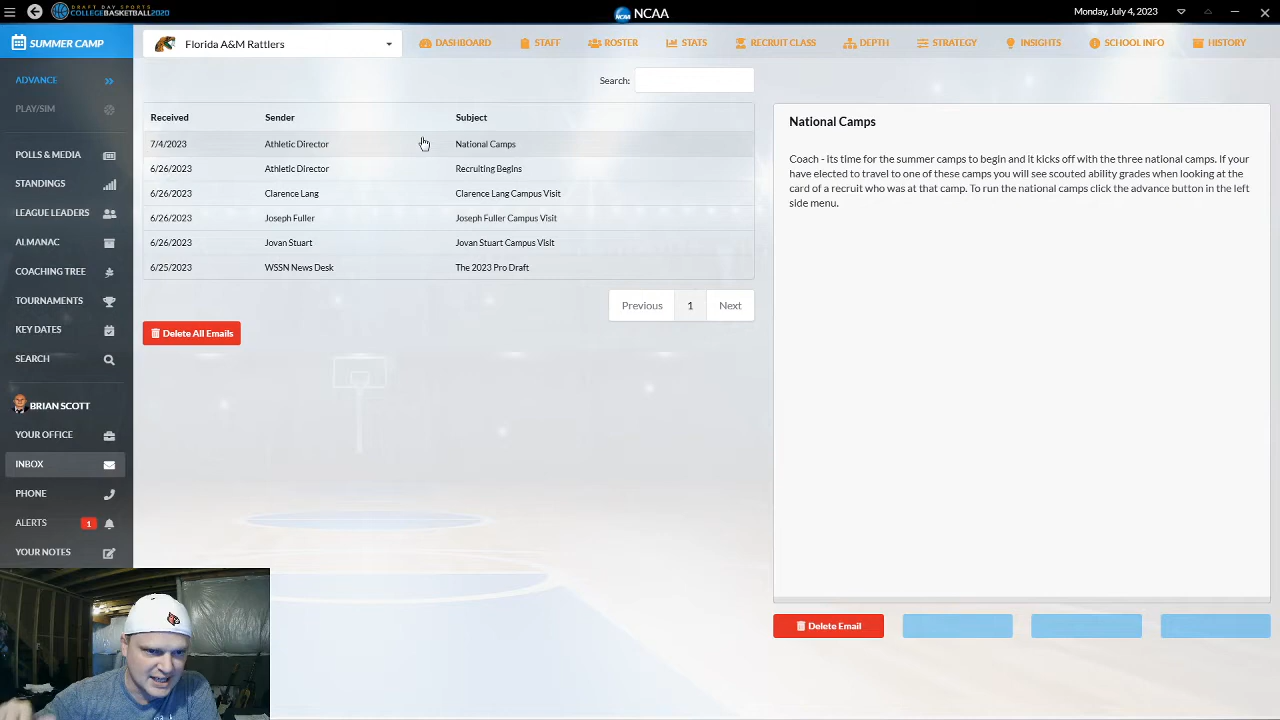 DRAFT DAY SPORTS
COLLEGE BASKETBALL 2020
NCAA
Monday, July 4, 2023
SUMMER CAMP
Florida A&M Rattlers
DASHBOARD STAFF ROSTER STATS RECRUIT CLASS DEPTH STRATEGY INSIGHTS SCHOOL INFO HISTORY
ADVANCE
PLAY/SIM
POLLS & MEDIA
STANDINGS
LEAGUE LEADERS
ALMANAC
COACHING TREE
TOURNAMENTS
KEY DATES
SEARCH
BRIAN SCOTT
YOUR OFFICE
INBOX
PHONE
ALERTS 1
YOUR NOTES
Search:
Received Sender Subject
7/4/2023 Athletic Director National Camps
6/26/2023 Athletic Director Recruiting Begins
6/26/2023 Clarence Lang Clarence Lang Campus Visit
6/26/2023 Joseph Fuller Joseph Fuller Campus Visit
6/26/2023 Jovan Stuart Jovan Stuart Campus Visit
6/25/2023 WSSN News Desk The 2023 Pro Draft
Previous 1 Next
Delete All Emails
National Camps
Coach - Its time for the summer camps to begin and it kicks off with the three national camps. If your
have elected to travel to one of these camps you will see scouted ability grades when looking at the
card of a recruit who was at that camp. To run the national camps click the advance button in the left
side menu.
Delete Email